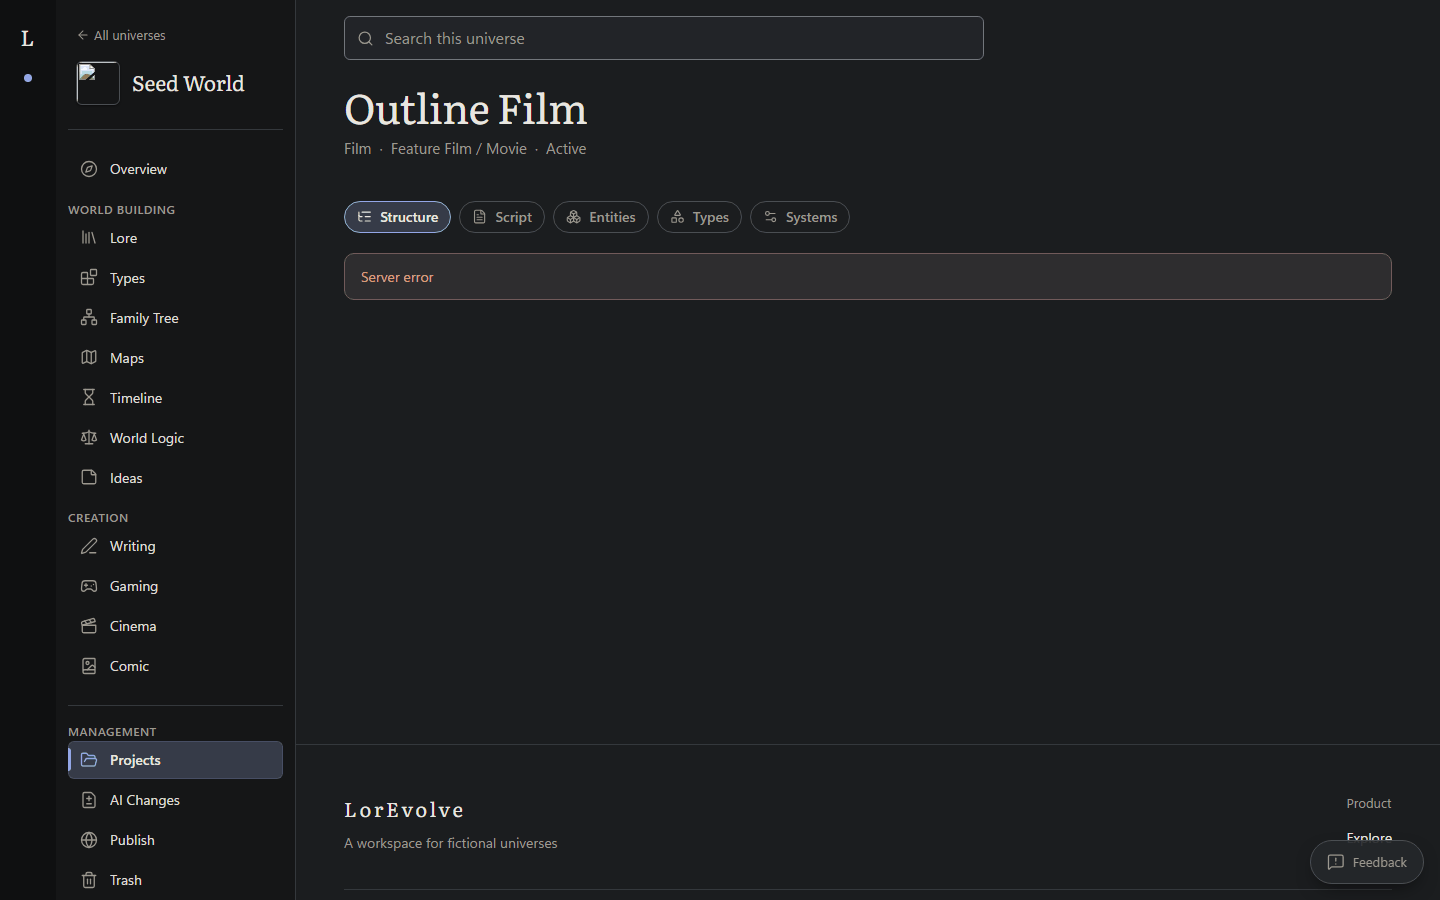 L
All universes
Seed World
Overview
WORLD BUILDING
Lore
Types
Family Tree
Maps
Timeline
World Logic
Ideas
CREATION
Writing
Gaming
Cinema
Comic
MANAGEMENT
Projects
AI Changes
Publish
Trash
Search this universe
Outline Film
Film · Feature Film / Movie · Active
Structure Script Entities Types Systems
Server error
LorEvolve
A workspace for fictional universes
Product
Explore
Feedback